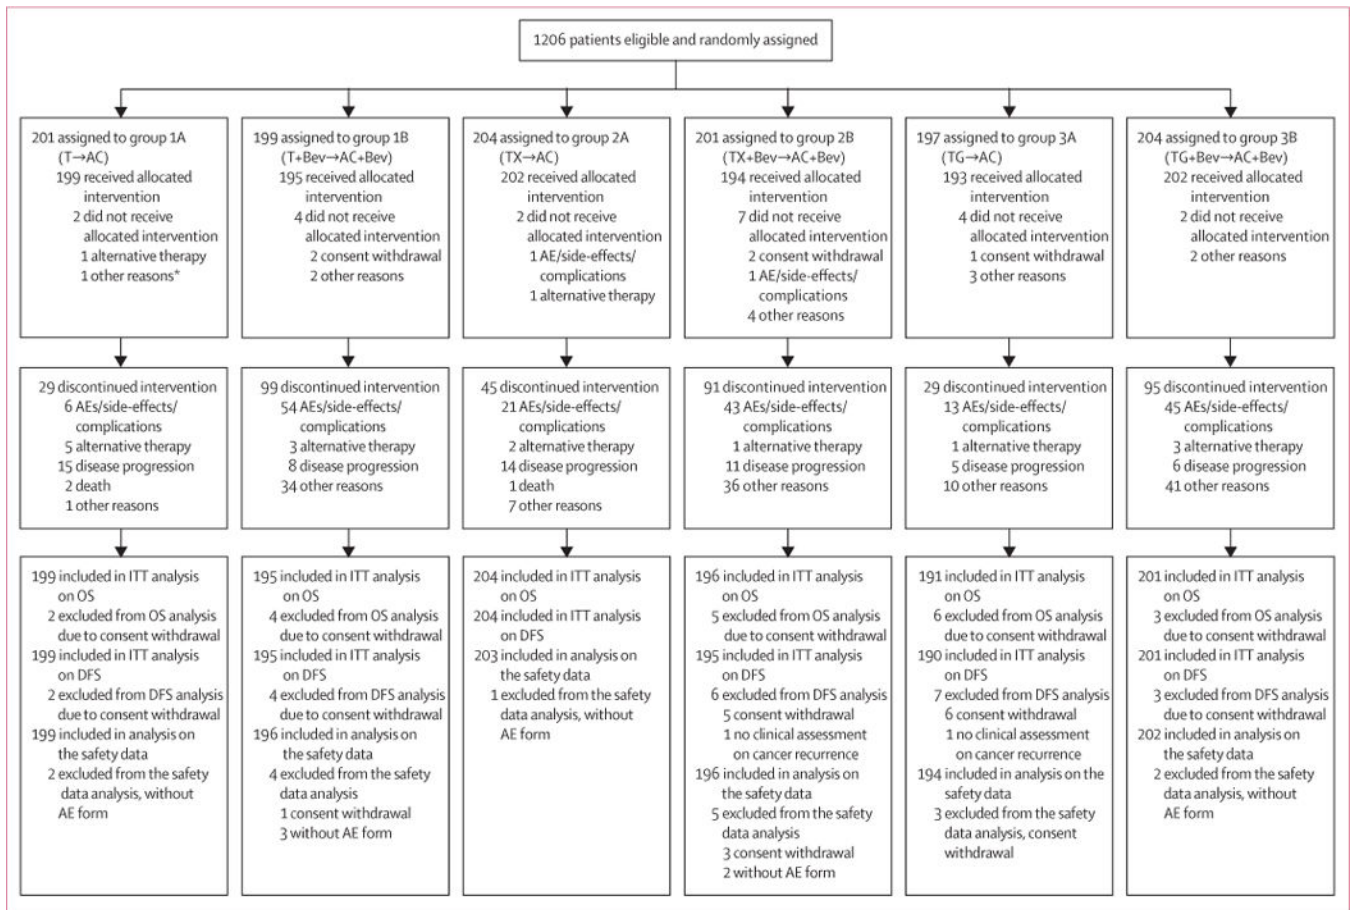 1206 patients eligible and randomly assigned
201 assigned to group 1A
(T→AC)
199 received allocated
intervention
2 did not receive
allocated intervention
1 alternative therapy
1 other reasons*
199 assigned to group 1B
(T+Bev→AC+Bev)
195 received allocated
intervention
4 did not receive
allocated intervention
2 consent withdrawal
2 other reasons
204 assigned to group 2A
(TX→AC)
202 received allocated
intervention
2 did not receive
allocated intervention
1 AE/side-effects/
complications
1 alternative therapy
201 assigned to group 2B
(TX+Bev→AC+Bev)
194 received allocated
intervention
7 did not receive
allocated intervention
2 consent withdrawal
1 AE/side-effects/
complications
4 other reasons
197 assigned to group 3A
(TG→AC)
193 received allocated
intervention
4 did not receive
allocated intervention
1 consent withdrawal
3 other reasons
204 assigned to group 3B
(TG+Bev→AC+Bev)
202 received allocated
intervention
2 did not receive
allocated intervention
2 other reasons
29 discontinued intervention
6 AEs/side-effects/
complications
5 alternative therapy
15 disease progression
2 death
1 other reasons
99 discontinued intervention
54 AEs/side-effects/
complications
3 alternative therapy
8 disease progression
34 other reasons
45 discontinued intervention
21 AEs/side-effects/
complications
2 alternative therapy
14 disease progression
1 death
7 other reasons
91 discontinued intervention
43 AEs/side-effects/
complications
1 alternative therapy
11 disease progression
36 other reasons
29 discontinued intervention
13 AEs/side-effects/
complications
1 alternative therapy
5 disease progression
10 other reasons
95 discontinued intervention
45 AEs/side-effects/
complications
3 alternative therapy
6 disease progression
41 other reasons
199 included in ITT analysis
on OS
2 excluded from OS analysis
due to consent withdrawal
199 included in ITT analysis
on DFS
2 excluded from DFS analysis
due to consent withdrawal
199 included in analysis on
the safety data
2 excluded from the safety
data analysis, without
AE form
195 included in ITT analysis
on OS
4 excluded from OS analysis
due to consent withdrawal
195 included in ITT analysis
on DFS
4 excluded from DFS analysis
due to consent withdrawal
196 included in analysis on
the safety data
4 excluded from the safety
data analysis
1 consent withdrawal
3 without AE form
204 included in ITT analysis
on OS
204 included in ITT analysis
on DFS
203 included in analysis on
the safety data
1 excluded from the safety
data analysis, without
AE form
196 included in ITT analysis
on OS
5 excluded from OS analysis
due to consent withdrawal
195 included in ITT analysis
on DFS
6 excluded from DFS analysis
5 consent withdrawal
1 no clinical assessment
on cancer recurrence
196 included in analysis on
the safety data
5 excluded from the safety
data analysis
3 consent withdrawal
2 without AE form
191 included in ITT analysis
on OS
6 excluded from OS analysis
due to consent withdrawal
190 included in ITT analysis
on DFS
7 excluded from DFS analysis
6 consent withdrawal
1 no clinical assessment
on cancer recurrence
194 included in analysis on the
safety data
3 excluded from the safety
data analysis, consent
withdrawal
201 included in ITT analysis
on OS
3 excluded from OS analysis
due to consent withdrawal
201 included in ITT analysis
on DFS
3 excluded from DFS analysis
due to consent withdrawal
202 included in analysis on
the safety data
2 excluded from the safety
data analysis, without
AE form